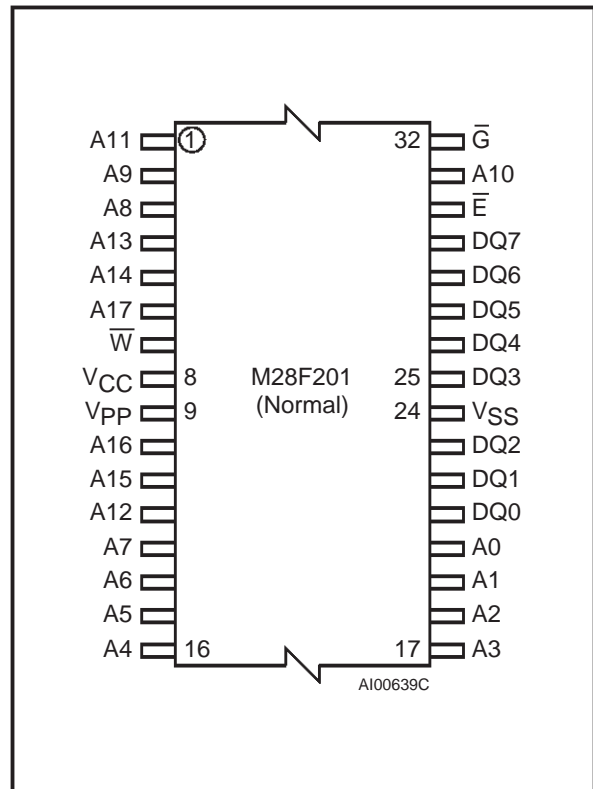 A11 1 32 G̅
A9 A10
A8 E̅
A13 DQ7
A14 DQ6
A17 DQ5
W̅ DQ4
VCC 8 M28F201 25 DQ3
VPP 9 (Normal) 24 VSS
A16 DQ2
A15 DQ1
A12 DQ0
A7 A0
A6 A1
A5 A2
A4 16 17 A3
AI00639C